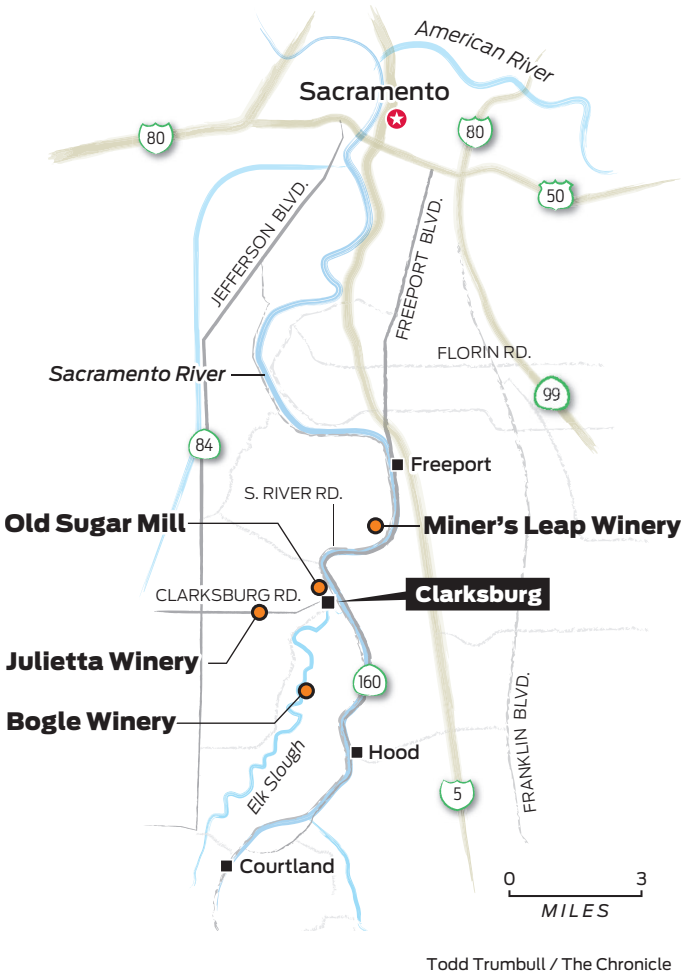 American River
Sacramento
80
80
50
JEFFERSON BLVD.
FREEPORT BLVD.
FLORIN RD.
Sacramento River
99
84
Freeport
S. RIVER RD.
Old Sugar Mill
Miner’s Leap Winery
CLARKSBURG RD.
Clarksburg
Julietta Winery
160
Bogle Winery
FRANKLIN BLVD.
Hood
Elk Slough
5
Courtland
0 3
MILES
Todd Trumbull / The Chronicle